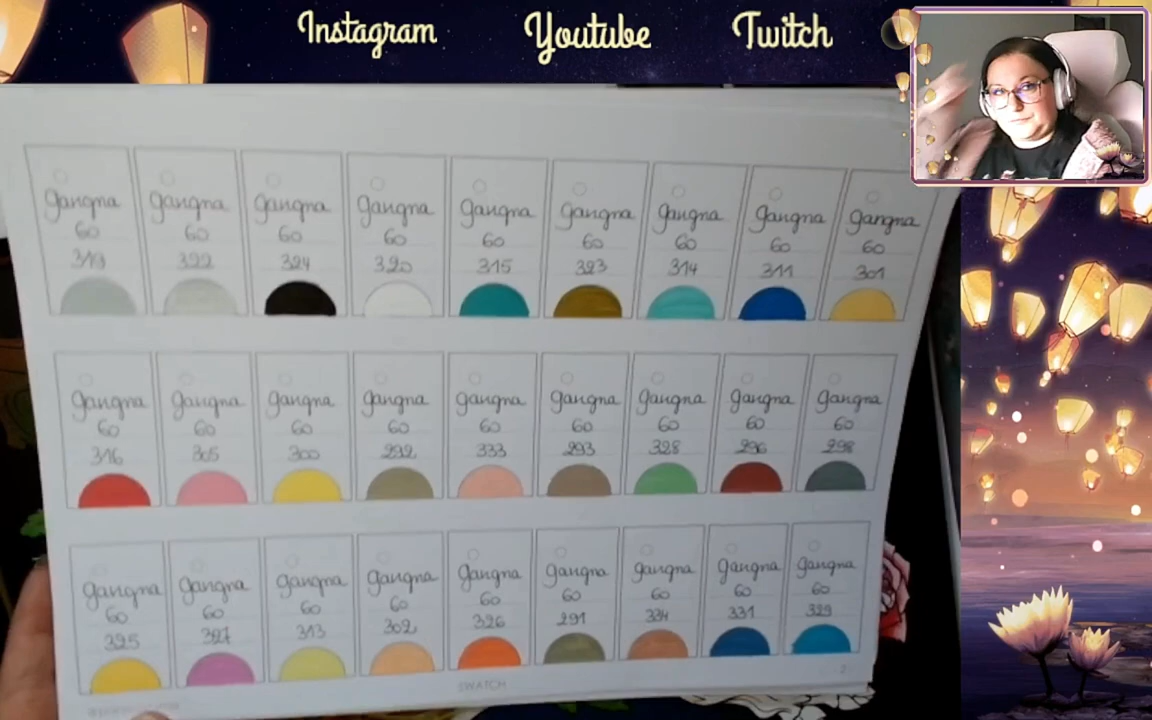 Instagram Youtube Twitch
gangna gangna gangna gangna gangna gangna gangna gangna gangna
60 60 60 60 60 60 60 60 60
319 322 324 320 315 323 314 311 301
gangna gangna gangna gangna gangna gangna gangna gangna gangna
60 60 60 60 60 60 60 60 60
316 305 300 292 333 293 328 296 298
gangna gangna gangna gangna gangna gangna gangna gangna gangna
60 60 60 60 60 60 60 60 60
325 327 313 302 326 291 334 331 329
SWATCH